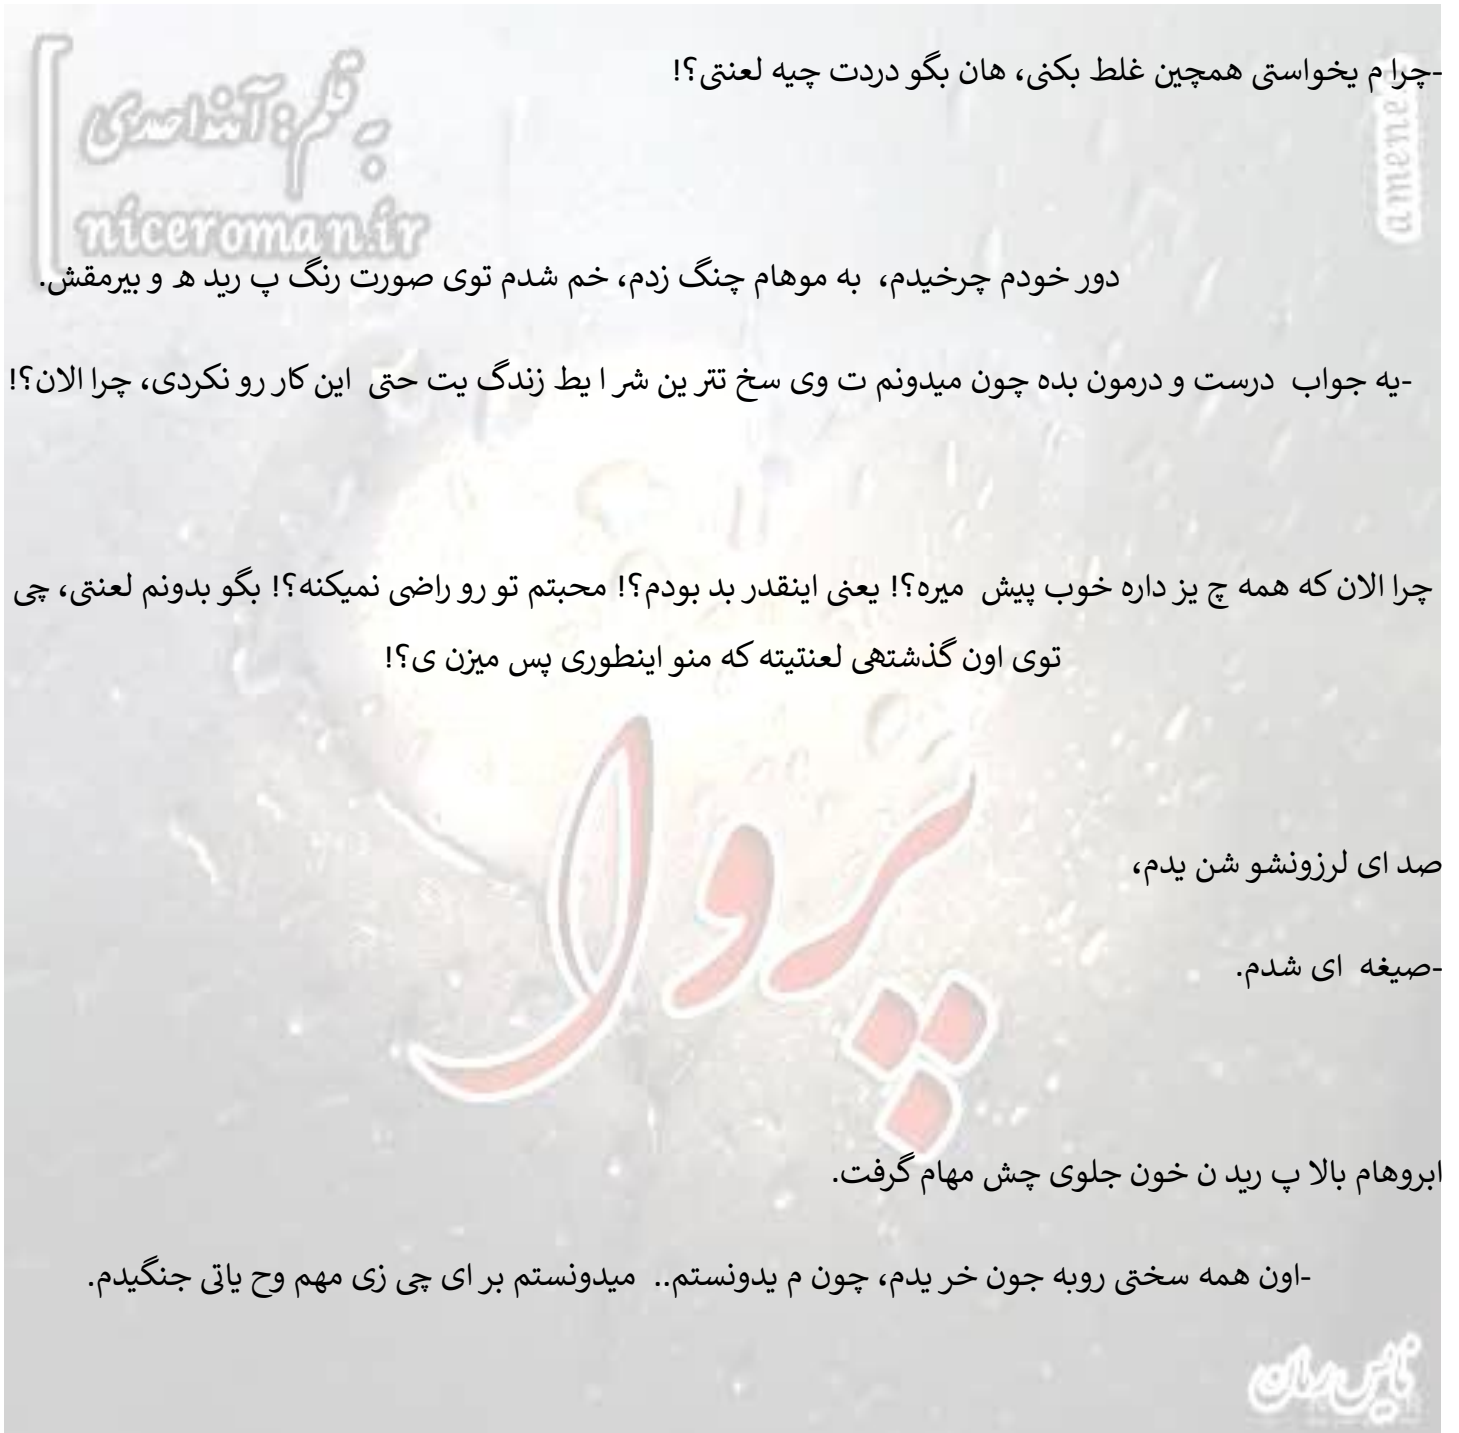 -چرا م یخواستی همچین غلط بکنی، هان بگو دردت چیه لعنتی؟!
به قلم: آمنه احمدی
niceroman.ir
amene
دور خودم چرخیدم، به موهام چنگ زدم، خم شدم توی صورت رنگ پ رید ه و بیرمقش.
-یه جواب درست و درمون بده چون میدونم ت وی سخ تتر ین شر ا یط زندگ یت حتی این کار رو نکردی، چرا الان؟!
چرا الان که همه چ یز داره خوب پیش میره؟! یعنی اینقدر بد بودم؟! محبتم تو رو راضی نمیکنه؟! بگو بدونم لعنتی، چی
توی اون گذشتهی لعنتیته که منو اینطوری پس میزن ی؟!
پروا
صد ای لرزونشو شن یدم،
-صیغه ای شدم.
ابروهام بالا پ رید ن خون جلوی چش مهام گرفت.
-اون همه سختی روبه جون خر یدم، چون م یدونستم.. میدونستم بر ای چی زی مهم وح یاتی جنگیدم.
نایس رمان